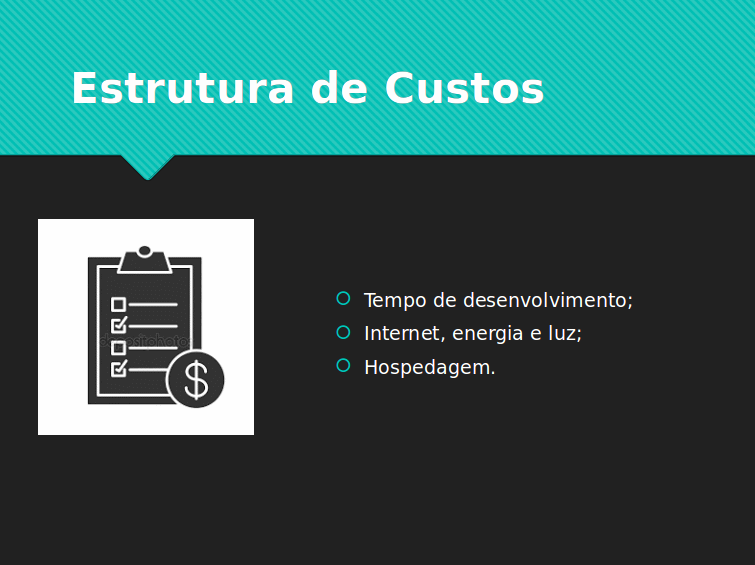 Estrutura de Custos
Tempo de desenvolvimento;
Internet, energia e luz;
Hospedagem.